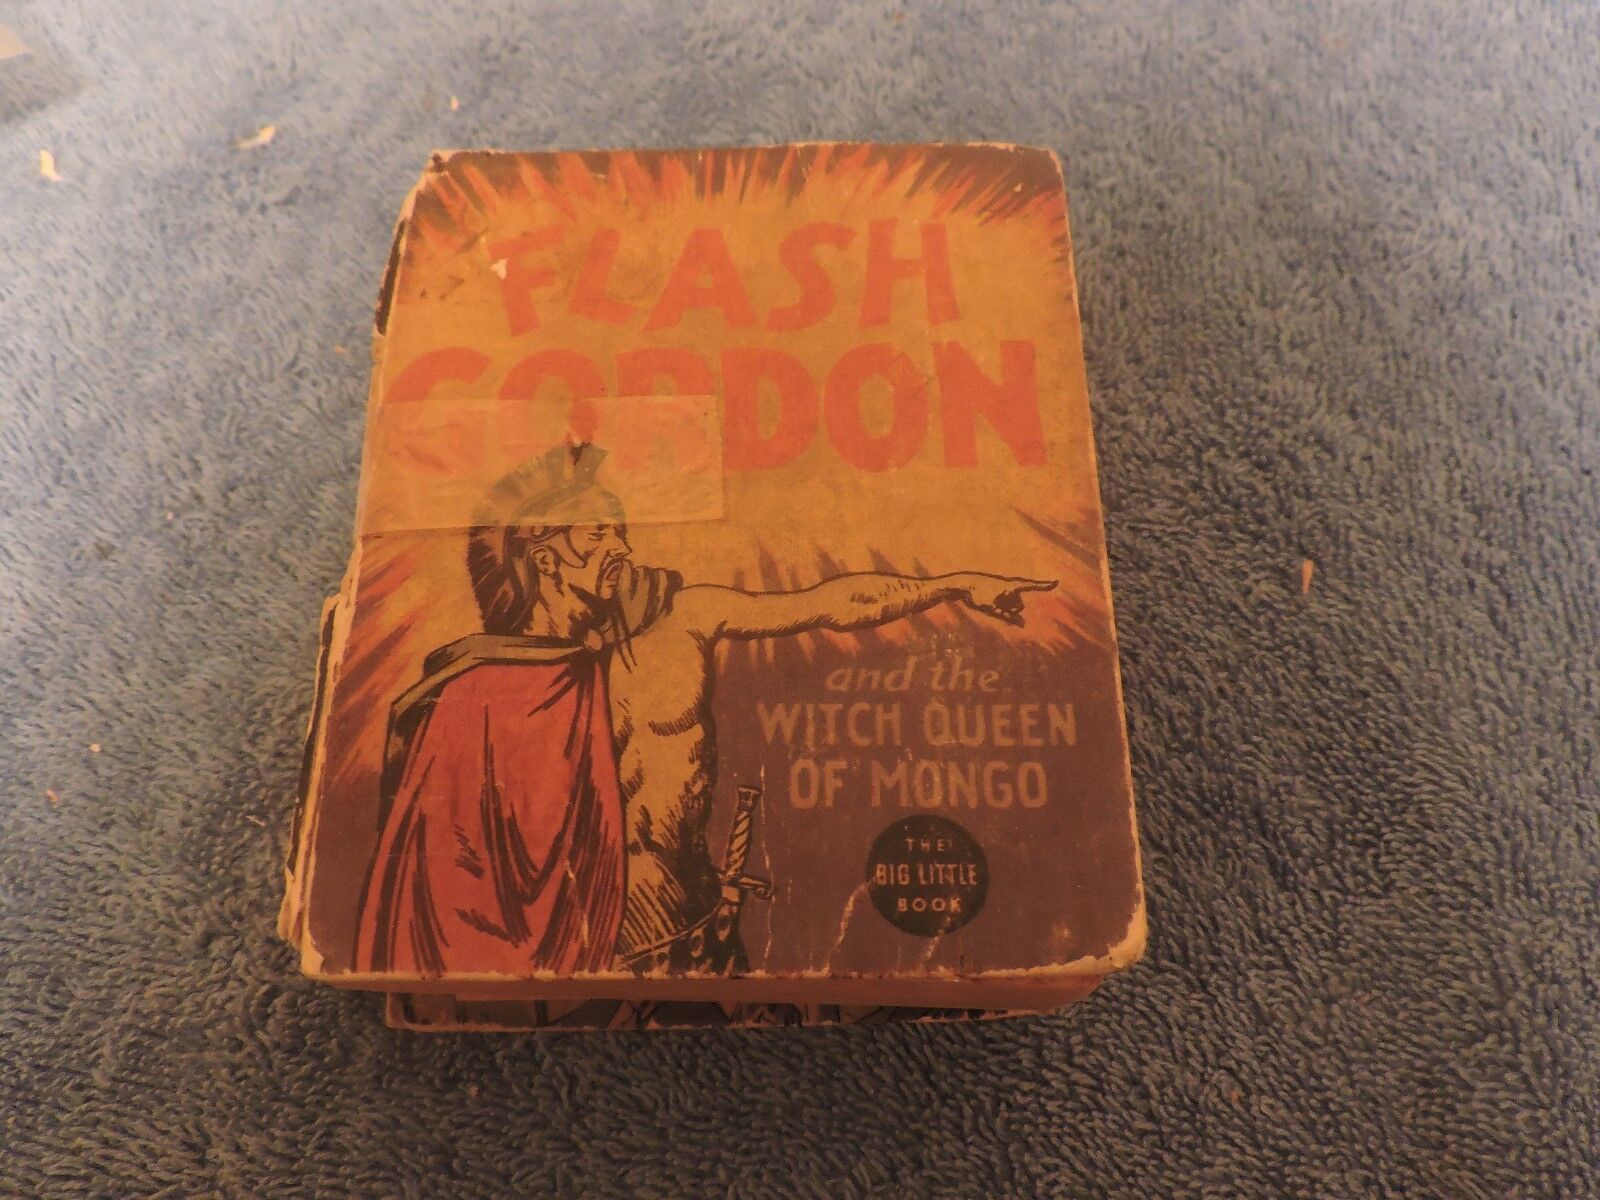 FLASH
GORDON
and the
WITCH QUEEN
OF MONGO
THE
BIG LITTLE
BOOK